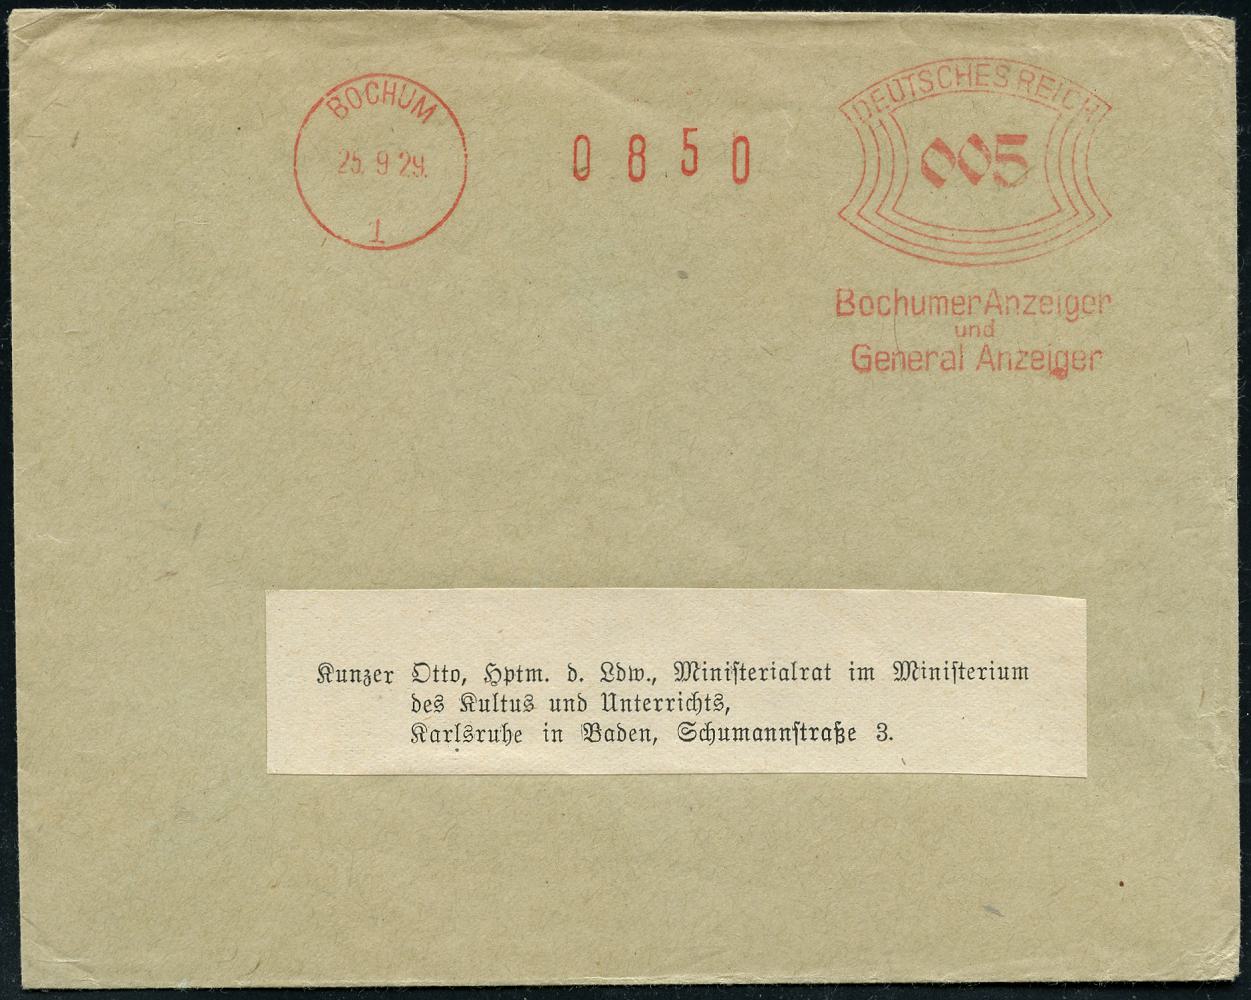 BOCHUM
25. 9 29.
1
0 8 5 0
DEUTSCHES REICH
005
Bochumer Anzeiger
und
General Anzeiger
Kunzer Otto, Hptm. d. Ldw., Ministerialrat im Ministerium
des Kultus und Unterrichts,
Karlsruhe in Baden, Schumannstraße 3.